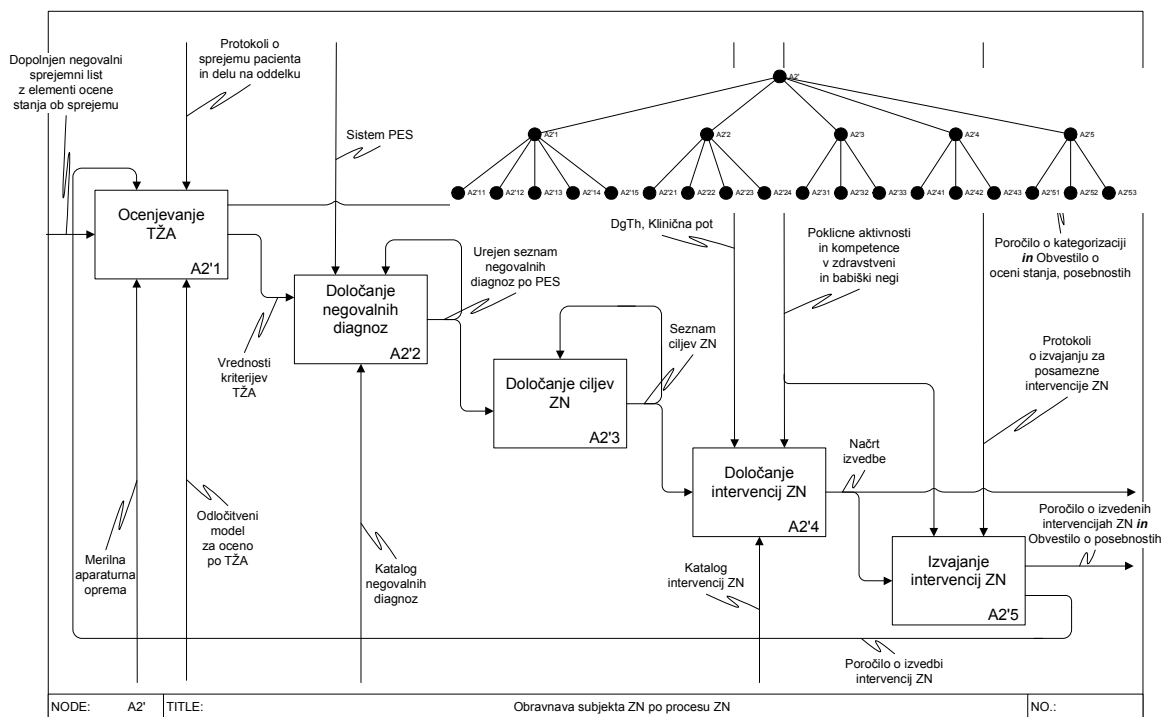 Dopolnjen negovalni
sprejemni list
z elementi ocene
stanja ob sprejemu
Protokoli o
sprejemu pacienta
in delu na oddelku
Sistem PES
A2'
A2'1
A2'2
A2'3
A2'4
A2'5
A2'11
A2'12
A2'13
A2'14
A2'15
A2'21
A2'22
A2'23
A2'24
A2'31
A2'32
A2'33
A2'41
A2'42
A2'43
A2'51
A2'52
A2'53
Ocenjevanje
TŽA
A2'1
DgTh, Klinična pot
Poklicne aktivnosti
in kompetence
v zdravstveni
in babiški negi
Poročilo o kategorizaciji
in Obvestilo o
oceni stanja, posebnostih
Urejen seznam
negovalnih
diagnoz po PES
Določanje
negovalnih
diagnoz
A2'2
Vrednosti
kriterijev
TŽA
Seznam
ciljev ZN
Protokoli
o izvajanju za
posamezne
intervencije ZN
Določanje ciljev
ZN
A2'3
Določanje
intervencij ZN
A2'4
Načrt
izvedbe
Poročilo o izvedenih
intervencijah ZN in
Obvestilo o posebnostih
Merilna
aparaturna
oprema
Odločitveni
model
za oceno
po TŽA
Katalog
negovalnih
diagnoz
Katalog
intervencij ZN
Izvajanje
intervencij ZN
A2'5
Poročilo o izvedbi
intervencij ZN
NODE: A2' TITLE: Obravnava subjekta ZN po procesu ZN NO.: